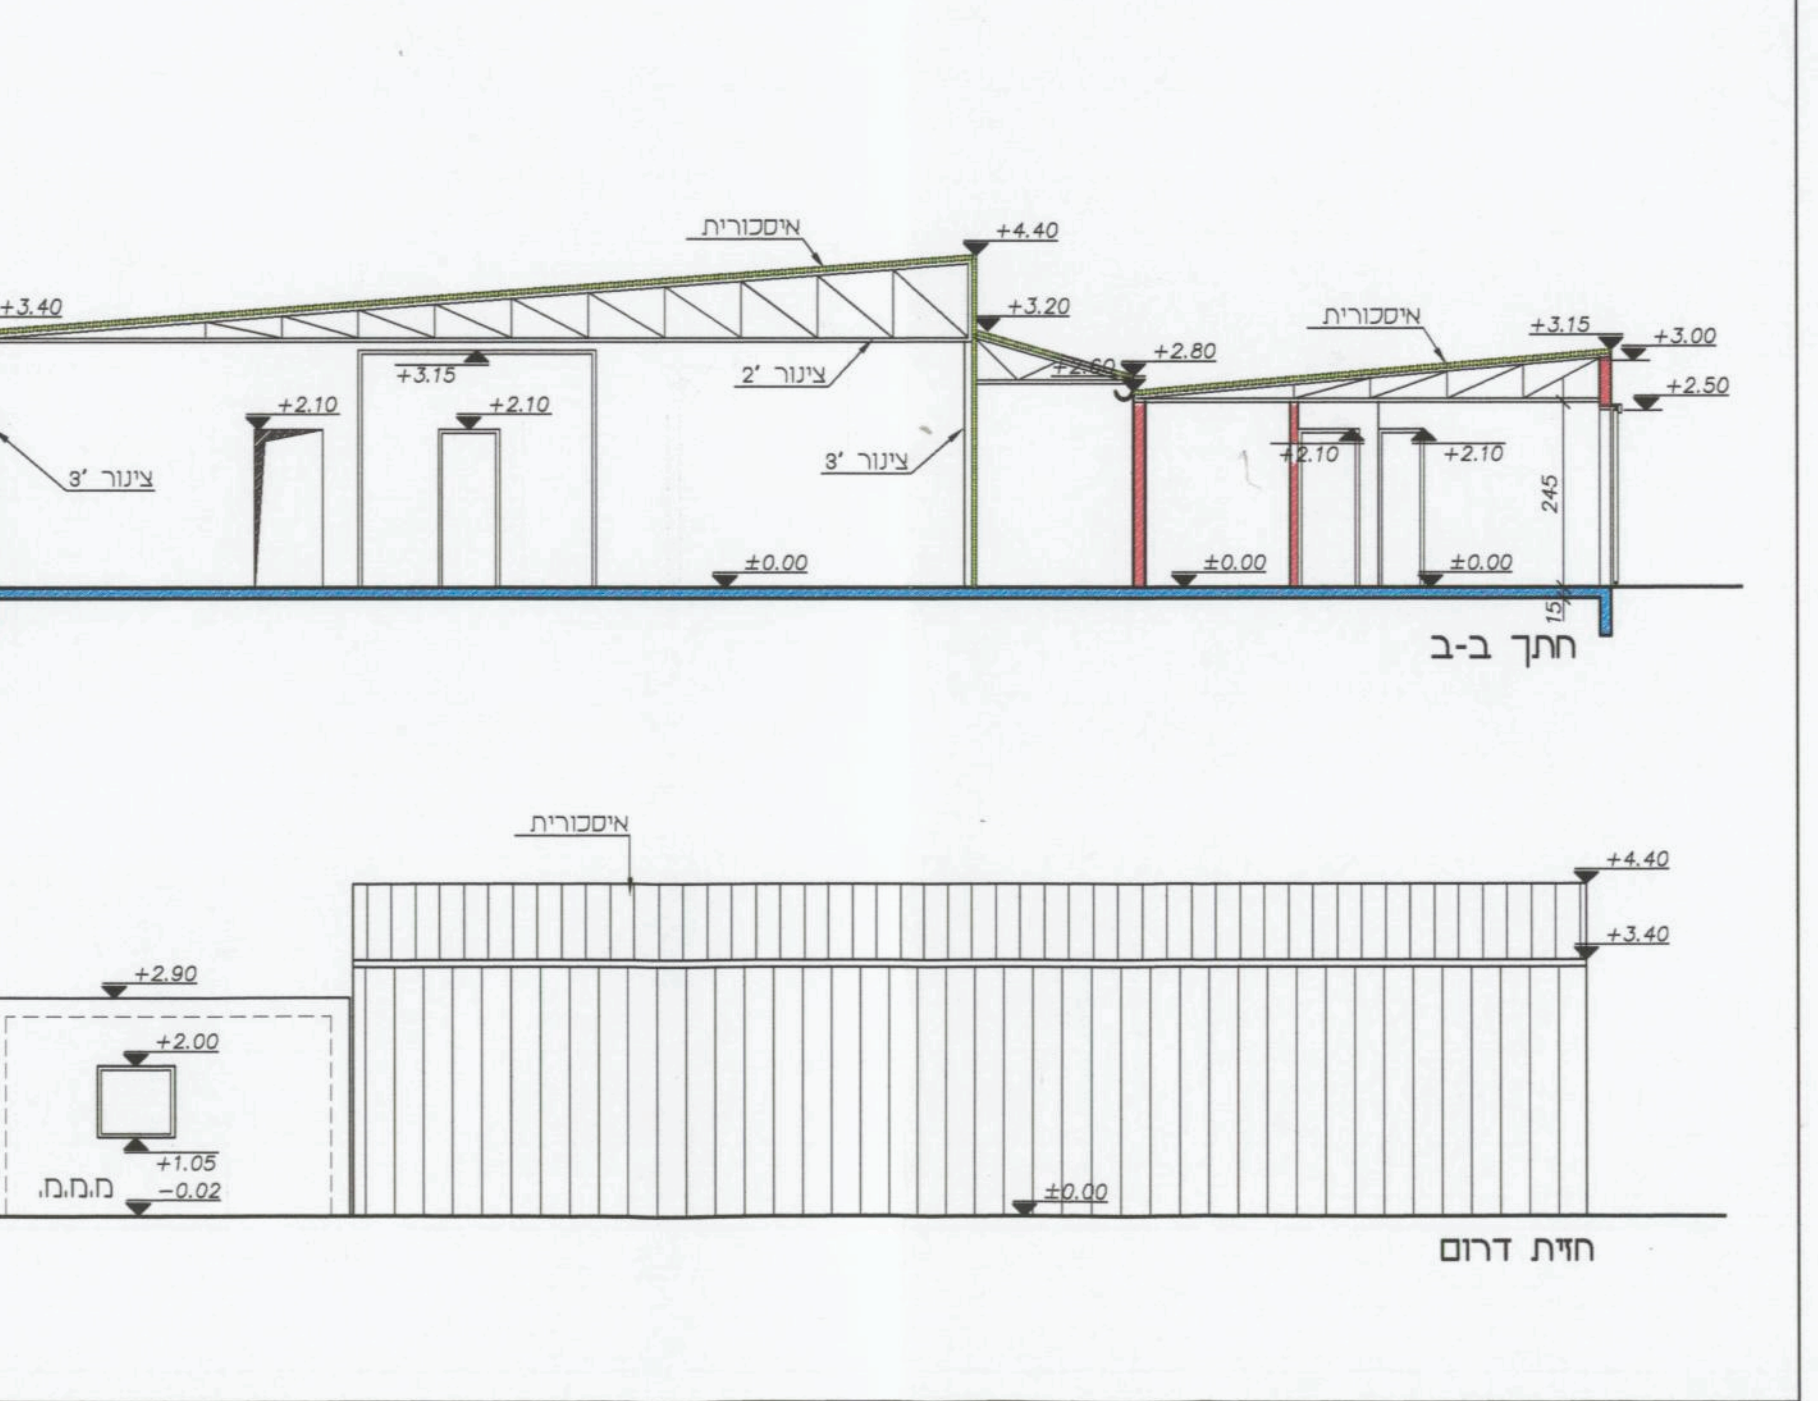 איסכורית
+4.40
+3.40
+3.20
איסכורית
+3.15
+3.00
+3.15
צינור '2
+2.60
+2.80
+2.50
+2.10
+2.10
צינור '3
צינור '3
+2.10
+2.10
245
±0.00
±0.00
±0.00
15
חתך ב-ב
איסכורית
+4.40
+3.40
+2.90
+2.00
+1.05
מ.מ.מ.
-0.02
±0.00
חזית דרום